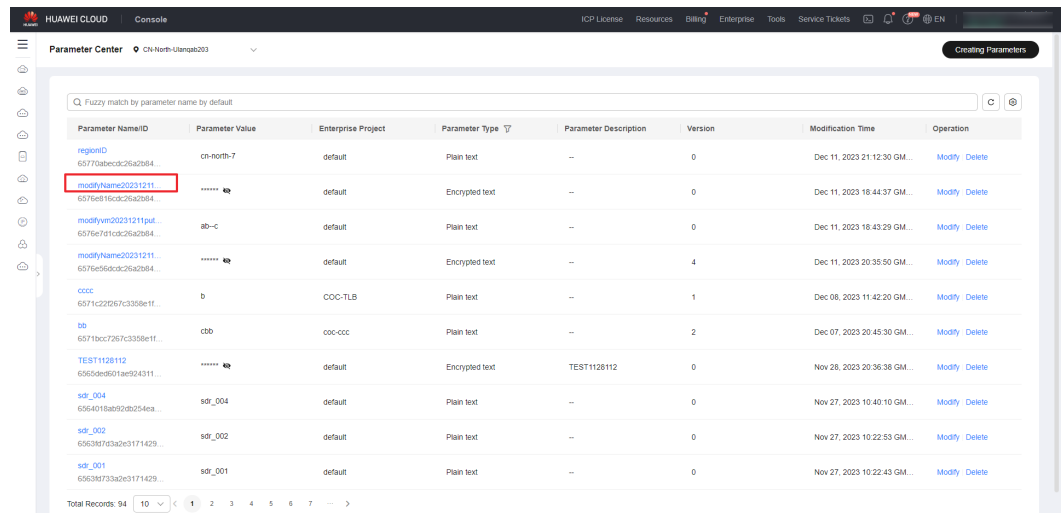 HUAWEI HUAWEI CLOUD Console ICP License Resources Billing Enterprise Tools Service Tickets EN
Parameter Center CN-North-Ulanqab203 Creating Parameters
Fuzzy match by parameter name by default
Parameter Name/ID Parameter Value Enterprise Project Parameter Type Parameter Description Version Modification Time Operation
regionID
65770abecdc26a2b84... cn-north-7 default Plain text -- 0 Dec 11, 2023 21:12:30 GM... Modify Delete
modifyName20231211...
6576e816cdc26a2b84... ****** default Encrypted text -- 0 Dec 11, 2023 18:44:37 GM... Modify Delete
modifyvm20231211put...
6576e7d1cdc26a2b84... ab--c default Plain text -- 0 Dec 11, 2023 18:43:29 GM... Modify Delete
modifyName20231211...
6576e56dcdc26a2b84... ****** default Encrypted text -- 4 Dec 11, 2023 20:35:50 GM... Modify Delete
cccc
6571c22f267c3358e1f... b COC-TLB Plain text -- 1 Dec 08, 2023 11:42:20 GM... Modify Delete
bb
6571bcc7267c3358e1f... cbb coc-ccc Plain text -- 2 Dec 07, 2023 20:45:30 GM... Modify Delete
TEST1128112
6565ded601ae924311... ****** default Encrypted text TEST1128112 0 Nov 28, 2023 20:36:38 GM... Modify Delete
sdr_004
6564018ab92db254ea... sdr_004 default Plain text -- 0 Nov 27, 2023 10:40:10 GM... Modify Delete
sdr_002
6563fd7d3a2e3171429... sdr_002 default Plain text -- 0 Nov 27, 2023 10:22:53 GM... Modify Delete
sdr_001
6563fd733a2e3171429... sdr_001 default Plain text -- 0 Nov 27, 2023 10:22:43 GM... Modify Delete
Total Records: 94 10 < 1 2 3 4 5 6 7 ... >